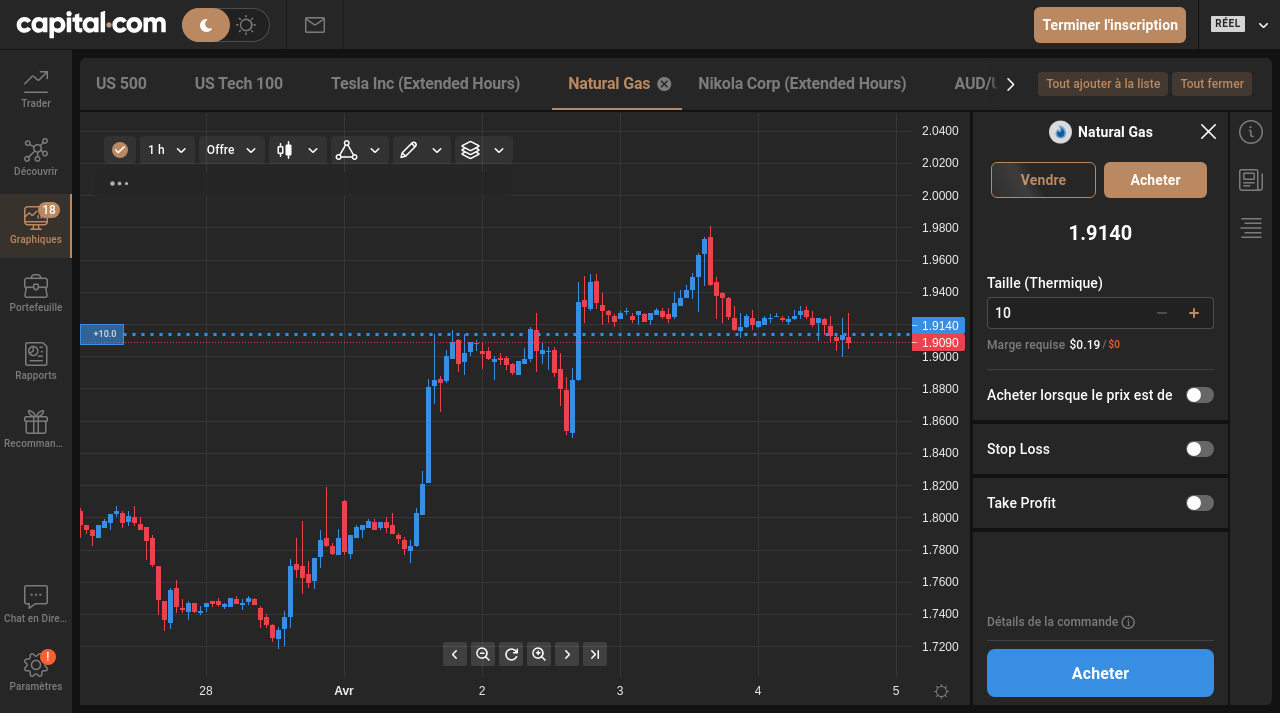 capital.com
Terminer l'inscription
RÉEL
Trader
Découvrir
18
Graphiques
Portefeuille
Rapports
Recomman...
Chat en Dire...
!
Paramètres
US 500
US Tech 100
Tesla Inc (Extended Hours)
Natural Gas
Nikola Corp (Extended Hours)
AUD/
Tout ajouter à la liste
Tout fermer
1 h
Offre
+10.0
2.0400
2.0200
2.0000
1.9800
1.9600
1.9400
1.9140
1.9090
1.9000
1.8800
1.8600
1.8400
1.8200
1.8000
1.7800
1.7600
1.7400
1.7200
28
Avr
2
3
4
5
Natural Gas
Vendre
Acheter
1.9140
Taille (Thermique)
10
Marge requise $0.19 / $0
Acheter lorsque le prix est de
Stop Loss
Take Profit
Détails de la commande
Acheter